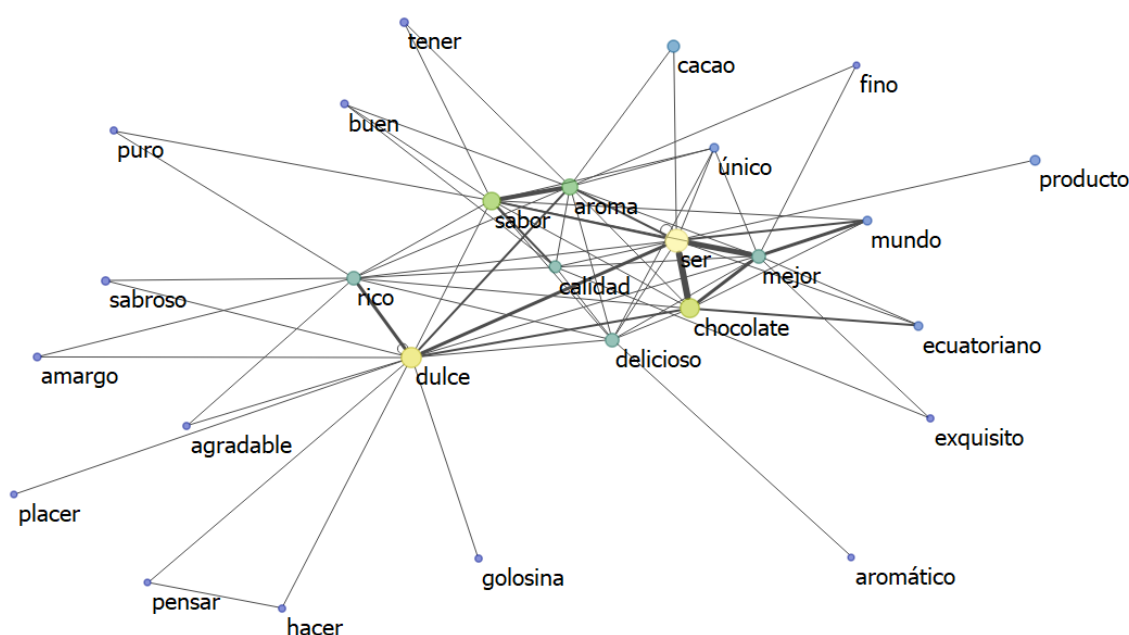 tener
cacao
fino
buen
puro
único
producto
aroma
sabor
mundo
ser
mejor
calidad
sabroso
rico
chocolate
ecuatoriano
delicioso
amargo
dulce
agradable
exquisito
placer
golosina
aromático
pensar
hacer